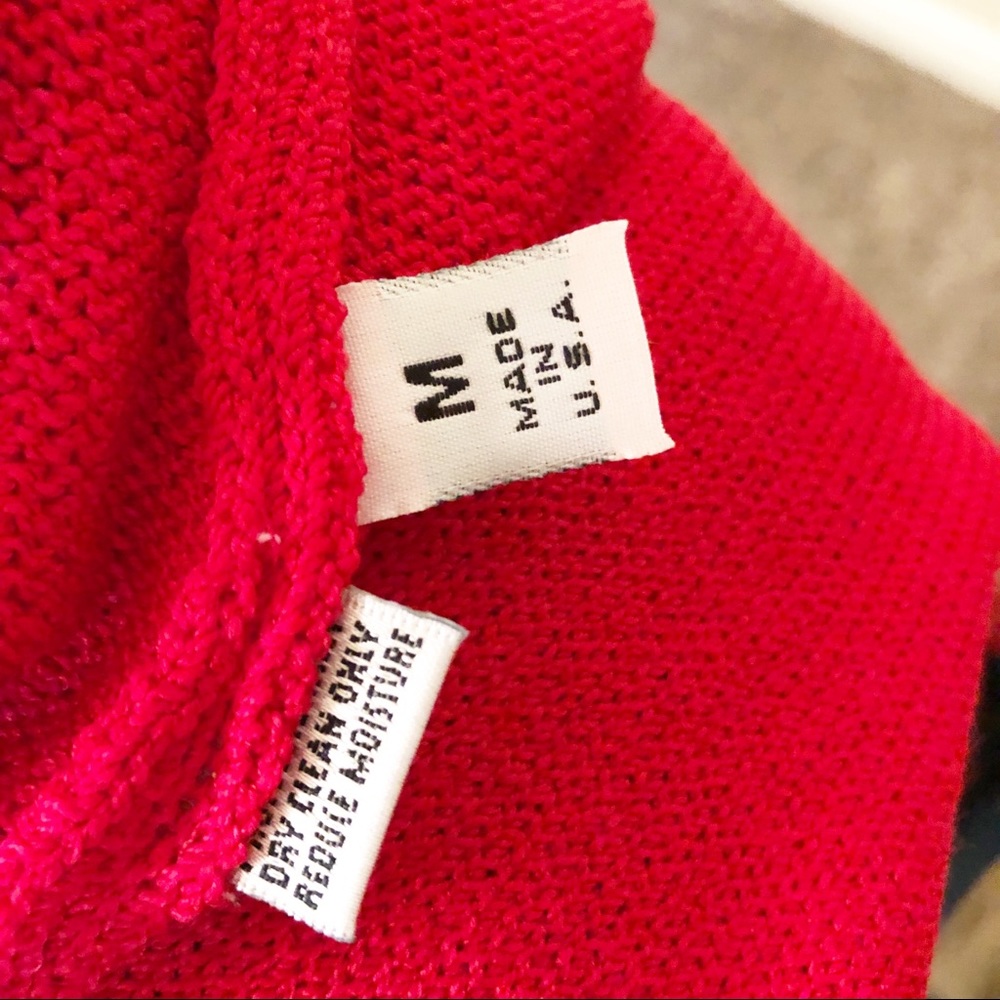 M
MADE
IN
U.S.A.
DRY CLEAN ONLY
REDUCE MOISTURE